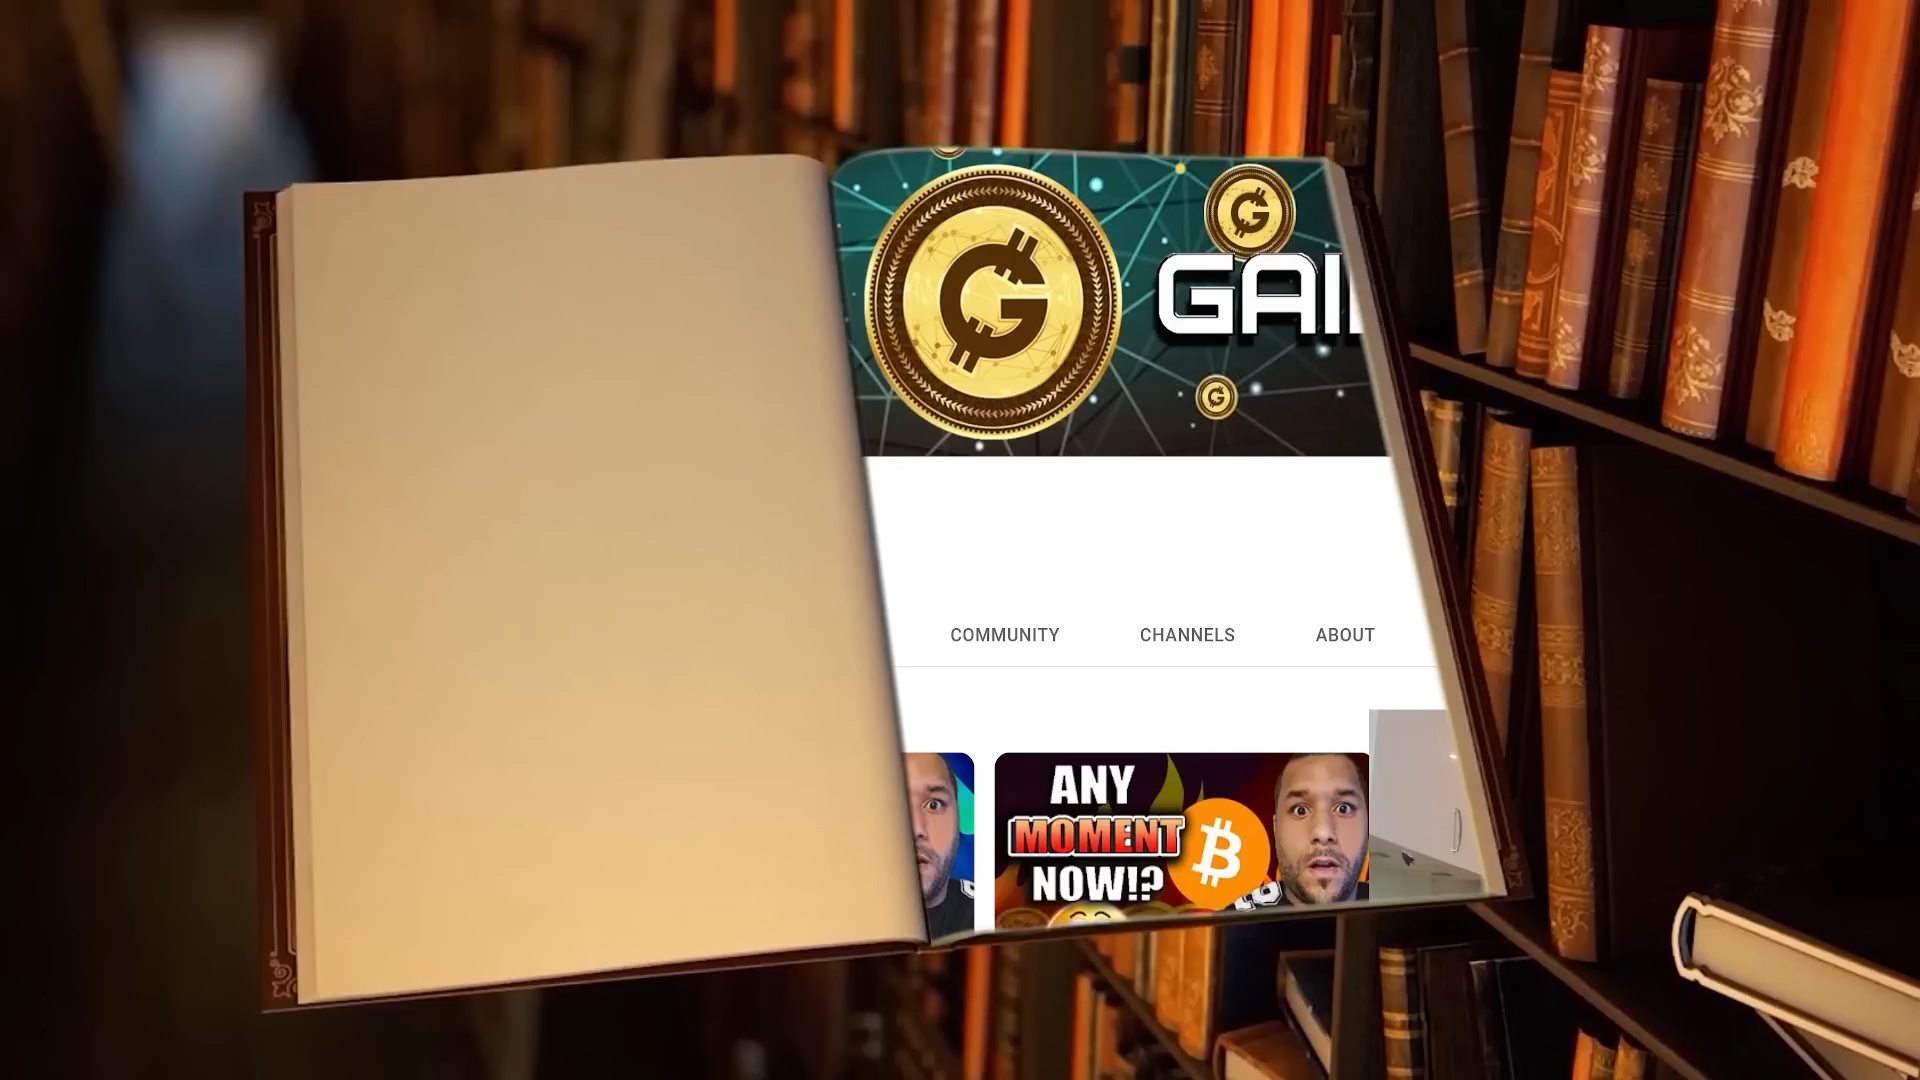 GAI
COMMUNITY CHANNELS ABOUT
ANY
MOMENT
NOW!?